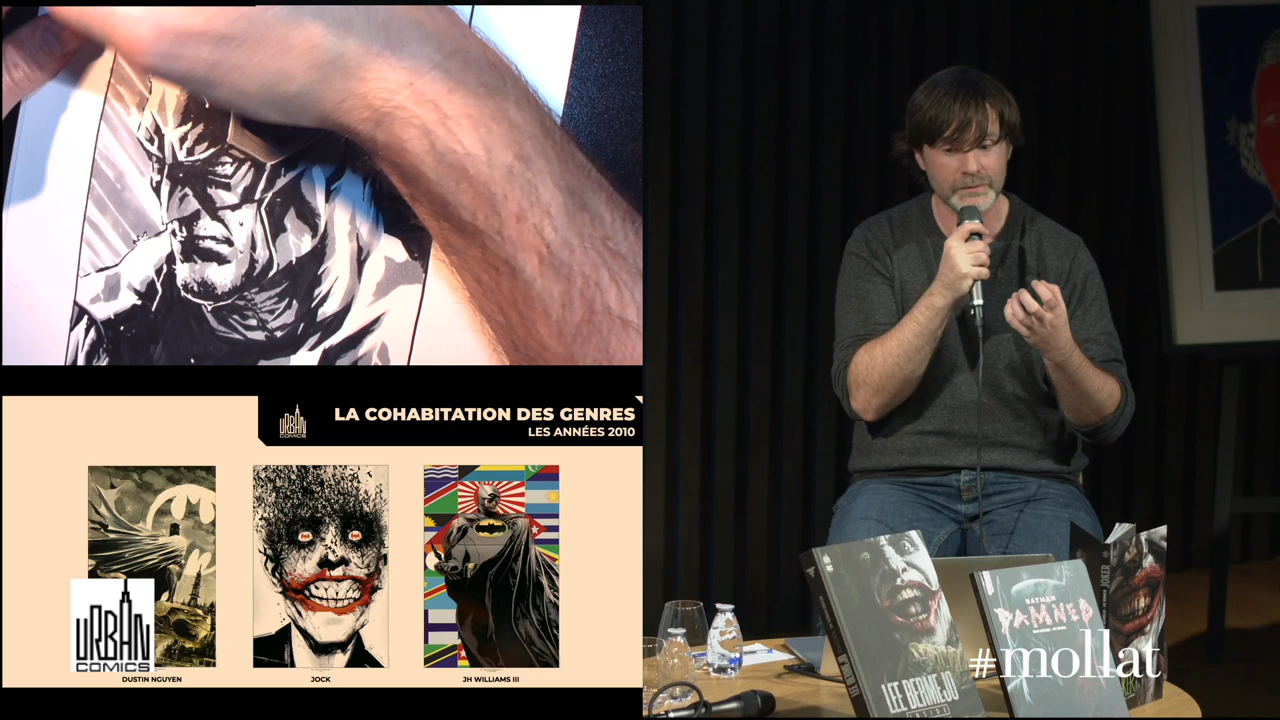 LA COHABITATION DES GENRES
LES ANNÉES 2010
URBAN
COMICS
URBAN
COMICS
DUSTIN NGUYEN
JOCK
JH WILLIAMS III
BATMAN
DAMNED
JOKER
LEE BERMEJO
INSIDE
#mollat